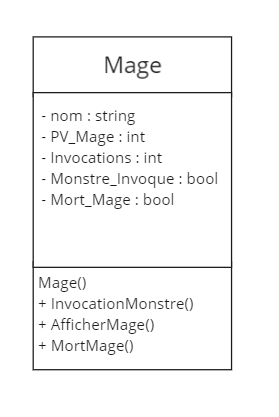 Mage
- nom : string
- PV_Mage : int
- Invocations : int
- Monstre_Invoque : bool
- Mort_Mage : bool
Mage()
+ InvocationMonstre()
+ AfficherMage()
+ MortMage()